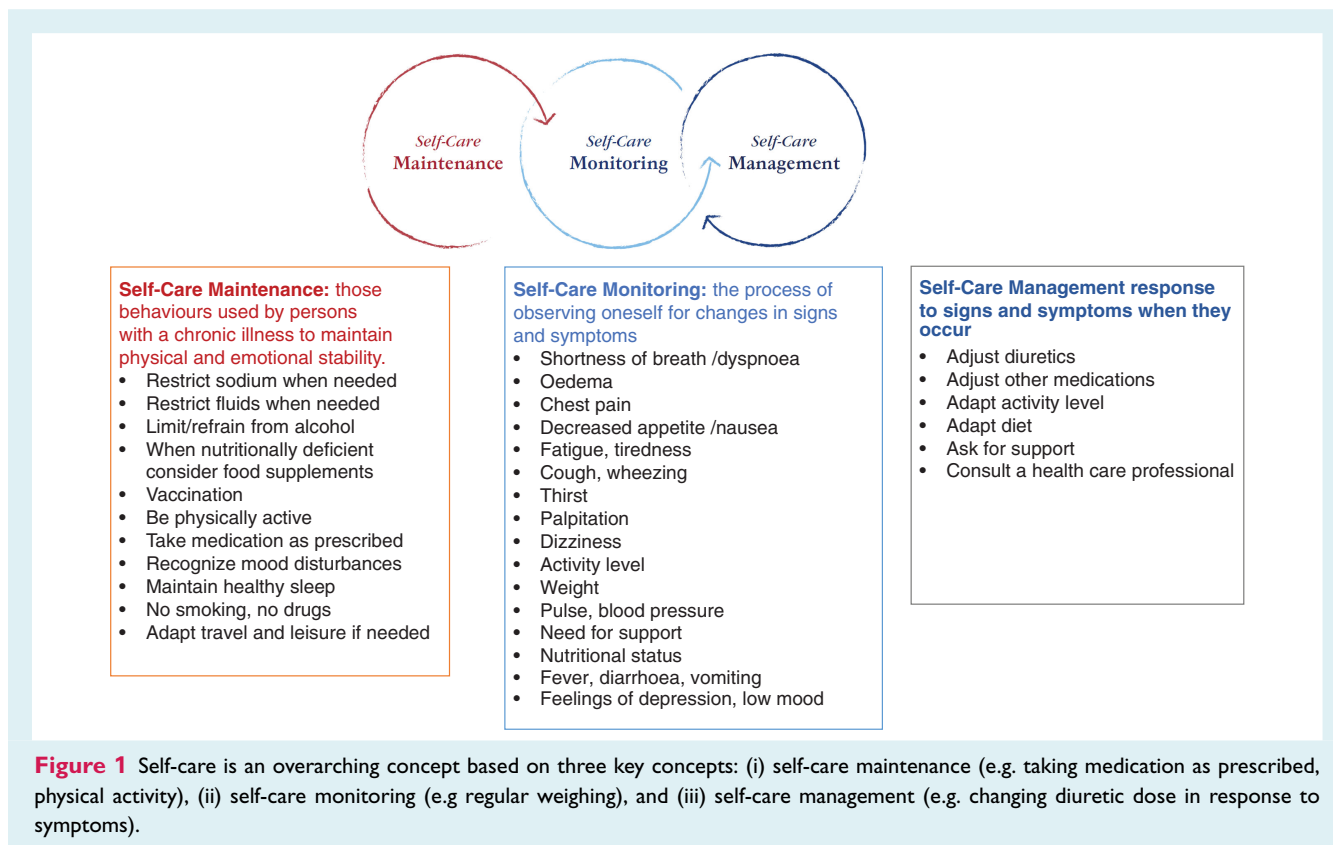 Self-Care
Maintenance
Self-Care
Monitoring
Self-Care
Management
Self-Care Maintenance: those
behaviours used by persons
with a chronic illness to maintain
physical and emotional stability.
• Restrict sodium when needed
• Restrict fluids when needed
• Limit/refrain from alcohol
• When nutritionally deficient
consider food supplements
• Vaccination
• Be physically active
• Take medication as prescribed
• Recognize mood disturbances
• Maintain healthy sleep
• No smoking, no drugs
• Adapt travel and leisure if needed
Self-Care Monitoring: the process of
observing oneself for changes in signs
and symptoms
• Shortness of breath /dyspnoea
• Oedema
• Chest pain
• Decreased appetite /nausea
• Fatigue, tiredness
• Cough, wheezing
• Thirst
• Palpitation
• Dizziness
• Activity level
• Weight
• Pulse, blood pressure
• Need for support
• Nutritional status
• Fever, diarrhoea, vomiting
• Feelings of depression, low mood
Self-Care Management response
to signs and symptoms when they
occur
• Adjust diuretics
• Adjust other medications
• Adapt activity level
• Adapt diet
• Ask for support
• Consult a health care professional
Figure 1 Self-care is an overarching concept based on three key concepts: (i) self-care maintenance (e.g. taking medication as prescribed,
physical activity), (ii) self-care monitoring (e.g regular weighing), and (iii) self-care management (e.g. changing diuretic dose in response to
symptoms).